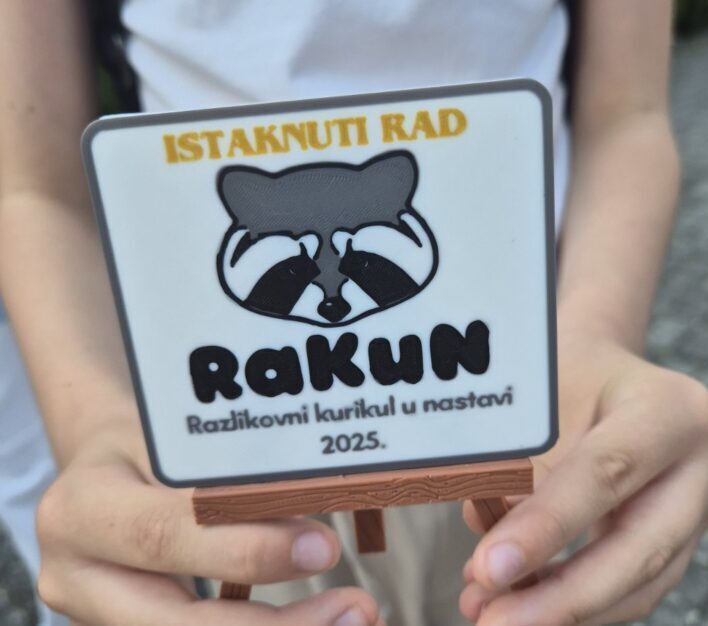 ISTAKNUTI RAD
RaKuN
Razlikovni kurikul u nastavi
2025.